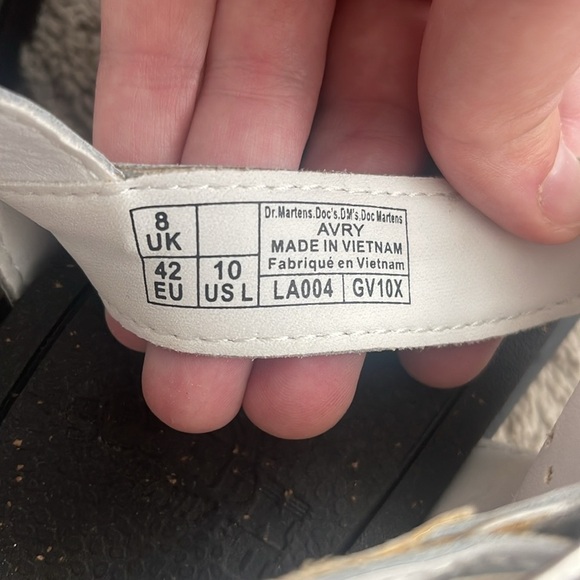 8
UK
42
EU
10
US L
Dr.Martens.Doc's.DM's.Doc Martens
AVRY
MADE IN VIETNAM
Fabriqué en Vietnam
LA004
GV10X